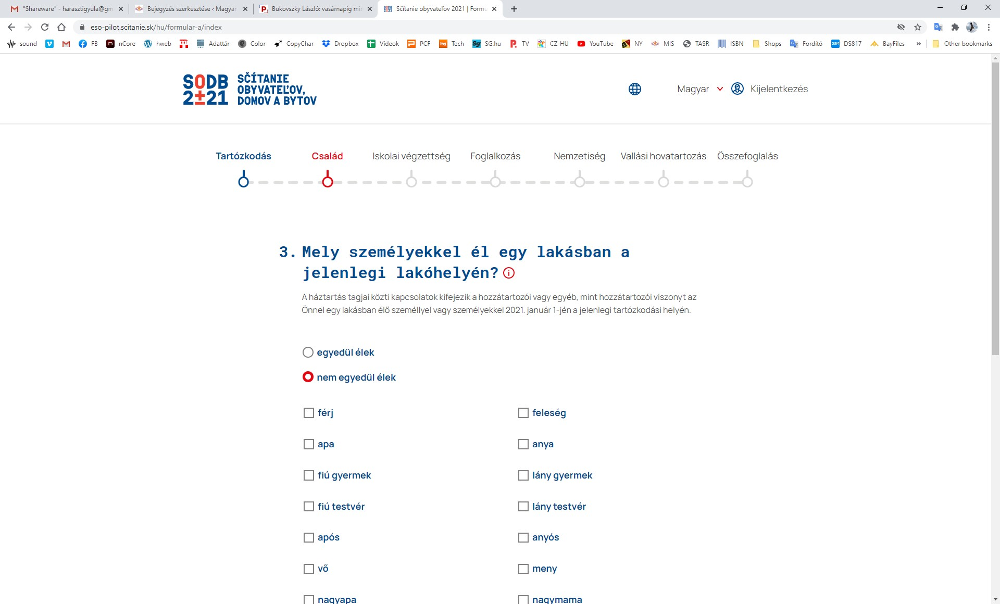 "Shareware" - harasztigyula@gm
Bejegyzés szerkesztése ‹ Magyar
Bukovszky László: vasárnapig min
Sčítanie obyvateľov 2021 | Formu
eso-pilot.scitanie.sk/hu/formular-a/index
sound FB nCore hweb Adattár Color CopyChar Dropbox Videok PCF Tech SG.hu TV CZ-HU YouTube NY MIS TASR ISBN Shops Fordító DS817 BayFiles » Other bookmarks
SODB 2±21
SČÍTANIE
OBYVATEĽOV,
DOMOV A BYTOV
Magyar Kijelentkezés
Tartózkodás Család Iskolai végzettség Foglalkozás Nemzetiség Vallási hovatartozás Összefoglalás
3. Mely személyekkel él egy lakásban a
jelenlegi lakóhelyén?
A háztartás tagjai közti kapcsolatok kifejezik a hozzátartozói vagy egyéb, mint hozzátartozói viszonyt az
Önnel egy lakásban élő személlyel vagy személyekkel 2021. január 1-jén a jelenlegi tartózkodási helyén.
egyedül élek
nem egyedül élek
férj feleség
apa anya
fiú gyermek lány gyermek
fiú testvér lány testvér
após anyós
vő meny
nagyapa nagymama